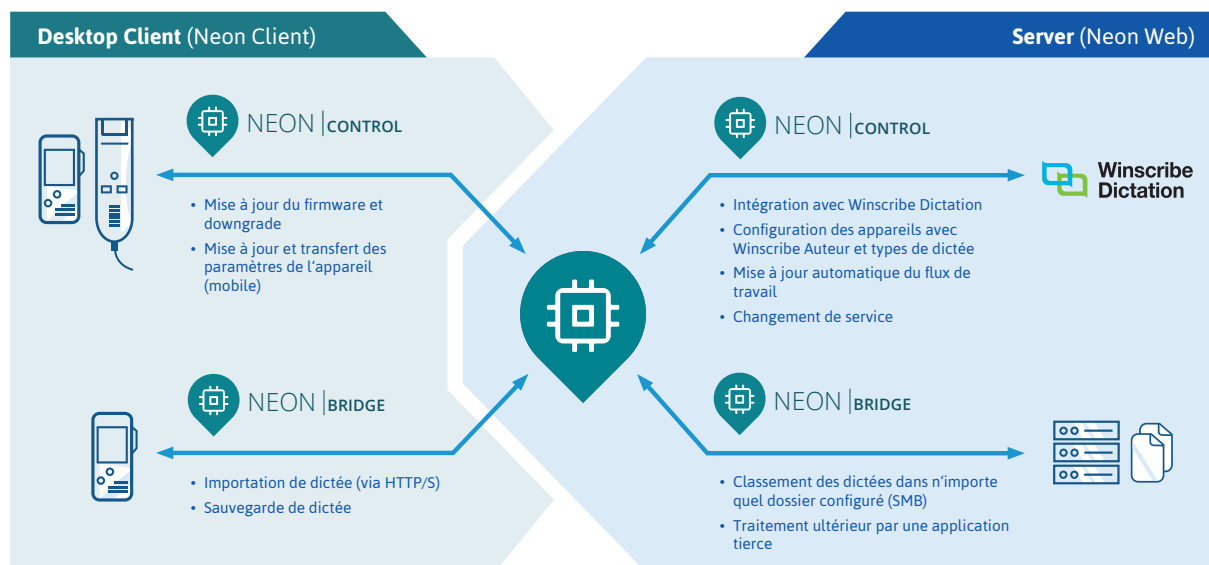 Desktop Client (Neon Client)
Server (Neon Web)
NEON | CONTROL
• Mise à jour du firmware et
downgrade
• Mise à jour et transfert des
paramètres de l‘appareil
(mobile)
NEON | CONTROL
Winscribe
Dictation
• Intégration avec Winscribe Dictation
• Configuration des appareils avec
Winscribe Auteur et types de dictée
• Mise à jour automatique du flux de
travail
• Changement de service
NEON | BRIDGE
• Importation de dictée (via HTTP/S)
• Sauvegarde de dictée
NEON | BRIDGE
• Classement des dictées dans n‘importe
quel dossier configuré (SMB)
• Traitement ultérieur par une application
tierce